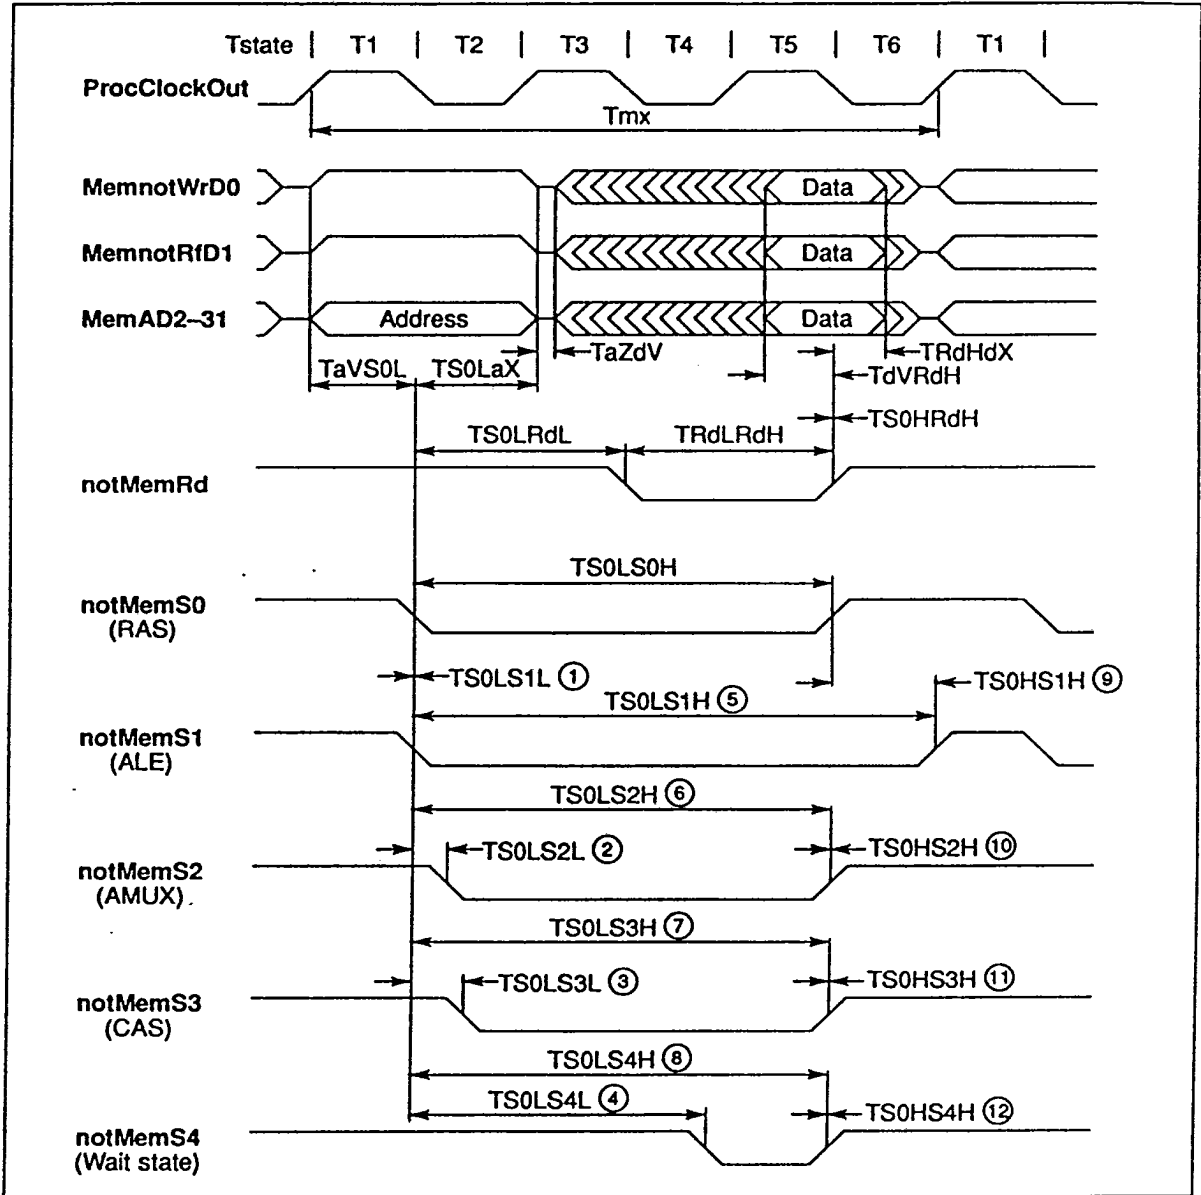 Tstate | T1 | T2 | T3 | T4 | T5 | T6 | T1 |
ProcClockOut
Tmx
MemnotWrD0 Data
MemnotRfD1 Data
MemAD2–31 Address Data
TaZdV TRdHdX
TaVS0L TS0LaX TdVRdH
TS0HRdH
TS0LRdL TRdLRdH
notMemRd
TS0LS0H
notMemS0
(RAS)
TS0LS1L ① TS0HS1H ⑨
TS0LS1H ⑤
notMemS1
(ALE)
TS0LS2H ⑥
TS0LS2L ② TS0HS2H ⑩
notMemS2
(AMUX)
TS0LS3H ⑦
TS0LS3L ③ TS0HS3H ⑪
notMemS3
(CAS)
TS0LS4H ⑧
TS0LS4L ④ TS0HS4H ⑫
notMemS4
(Wait state)